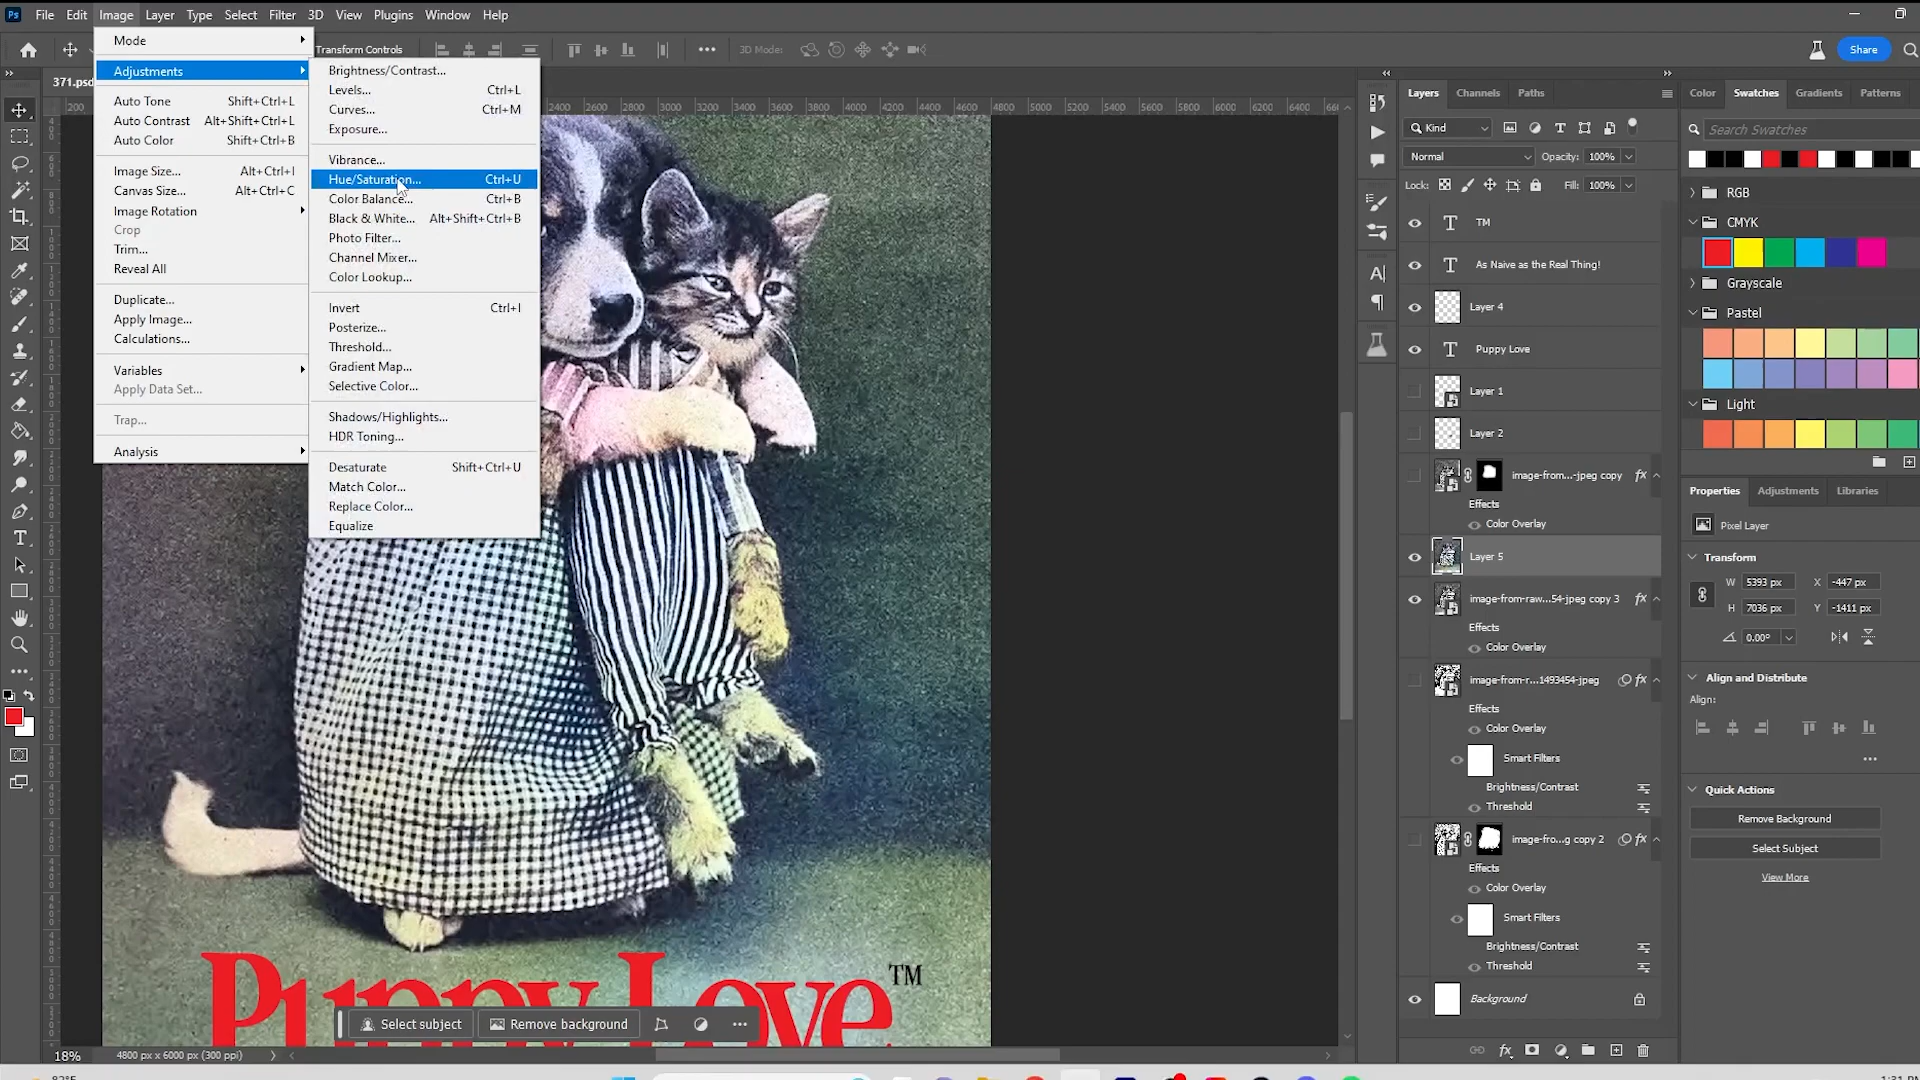 Ps File Edit Image Layer Type Select Filter 3D View Plugins Window Help
Transform Controls 3D Mode: Share
371.psd
Mode
Adjustments
Auto Tone Shift+Ctrl+L
Auto Contrast Alt+Shift+Ctrl+L
Auto Color Shift+Ctrl+B
Image Size... Alt+Ctrl+I
Canvas Size... Alt+Ctrl+C
Image Rotation
Crop
Trim...
Reveal All
Duplicate...
Apply Image...
Calculations...
Variables
Apply Data Set...
Trap...
Analysis
Brightness/Contrast...
Levels... Ctrl+L
Curves... Ctrl+M
Exposure...
Vibrance...
Hue/Saturation... Ctrl+U
Color Balance... Ctrl+B
Black & White... Alt+Shift+Ctrl+B
Photo Filter...
Channel Mixer...
Color Lookup...
Invert Ctrl+I
Posterize...
Threshold...
Gradient Map...
Selective Color...
Shadows/Highlights...
HDR Toning...
Desaturate Shift+Ctrl+U
Match Color...
Replace Color...
Equalize
200 2400 2600 2800 3000 3200 3400 3600 3800 4000 4200 4400 4600 4800 5000 5200 5400 5600 5800 6000 6200 6400
Puppy Love
TM
Select subject Remove background
18% 4800 px x 6000 px (300 ppi)
Layers Channels Paths
Kind
Normal Opacity: 100%
Lock: Fill: 100%
T TM
T As Naive as the Real Thing!
Layer 4
T Puppy Love
Layer 1
Layer 2
image-from...-jpeg copy fx
Effects
Color Overlay
Layer 5
image-from-raw...54-jpeg copy 3 fx
Effects
Color Overlay
image-from-r...1493454-jpeg fx
Effects
Color Overlay
Smart Filters
Brightness/Contrast
Threshold
image-fro...g copy 2 fx
Effects
Color Overlay
Smart Filters
Brightness/Contrast
Threshold
Background
fx
Color Swatches Gradients Patterns
Search Swatches
RGB
CMYK
Grayscale
Pastel
Light
Properties Adjustments Libraries
Pixel Layer
Transform
W 5393 px X -447 px
H 7036 px Y -1411 px
0.00°
Align and Distribute
Align:
Quick Actions
Remove Background
Select Subject
View More